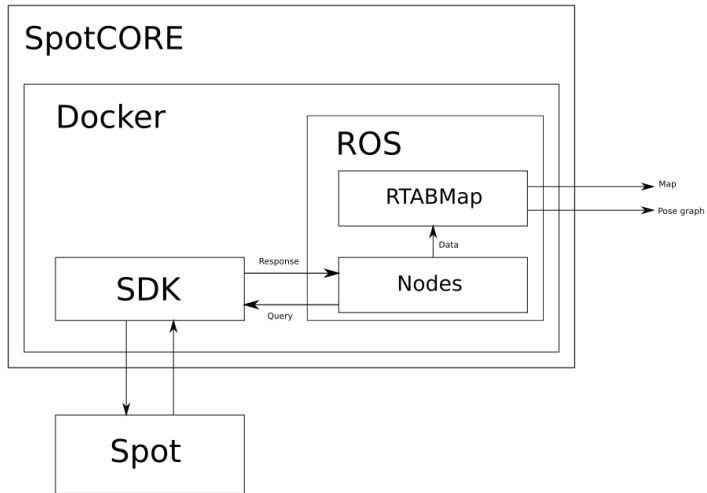 SpotCORE
Docker
ROS
RTABMap
Map
Pose graph
Data
Response
SDK
Nodes
Query
Spot